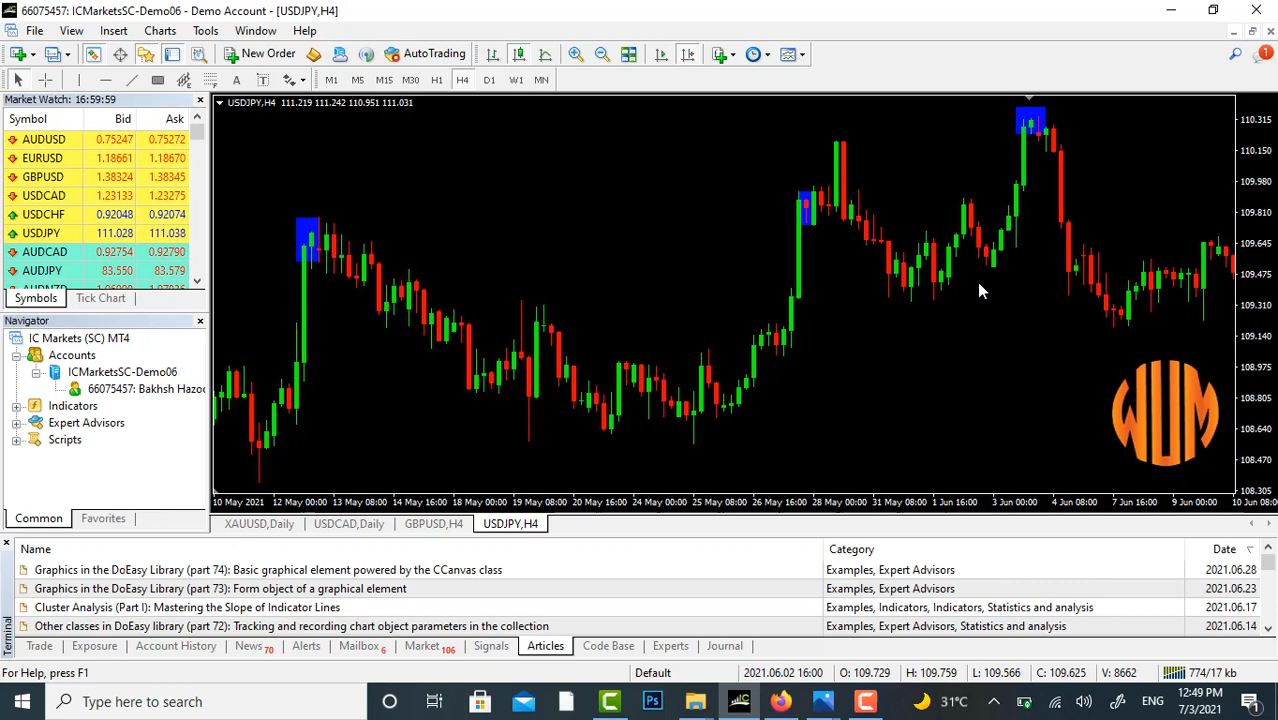 66075457: ICMarketsSC-Demo06 - Demo Account - [USDJPY,H4]
File View Insert Charts Tools Window Help
New Order AutoTrading
1
A T M1 M5 M15 M30 H1 H4 D1 W1 MN
Market Watch: 16:59:59
Symbol Bid Ask
AUDUSD 0.75247 0.75272
EURUSD 1.18661 1.18670
GBPUSD 1.38324 1.38345
USDCAD 1.23133 1.23275
USDCHF 0.92048 0.92074
USDJPY 111.028 111.038
AUDCAD 0.92754 0.92790
AUDJPY 83.550 83.579
Symbols Tick Chart
Navigator
IC Markets (SC) MT4
Accounts
ICMarketsSC-Demo06
66075457: Bakhsh Hazoo
Indicators
Expert Advisors
Scripts
Common Favorites
USDJPY,H4 111.219 111.242 110.951 111.031
110.315
110.150
109.980
109.810
109.645
109.475
109.310
109.140
108.975
108.805
108.640
108.470
108.305
WUM
10 May 2021 12 May 00:00 13 May 08:00 14 May 16:00 18 May 00:00 19 May 08:00 20 May 16:00 24 May 00:00 25 May 08:00 26 May 16:00 28 May 00:00 31 May 08:00 1 Jun 16:00 3 Jun 00:00 4 Jun 08:00 7 Jun 16:00 9 Jun 00:00 10 Jun 08:00
XAUUSD,Daily USDCAD,Daily GBPUSD,H4 USDJPY,H4
Terminal
Name Category Date
Graphics in the DoEasy Library (part 74): Basic graphical element powered by the CCanvas class Examples, Expert Advisors 2021.06.28
Graphics in the DoEasy Library (part 73): Form object of a graphical element Examples, Expert Advisors 2021.06.23
Cluster Analysis (Part I): Mastering the Slope of Indicator Lines Examples, Indicators, Indicators, Statistics and analysis 2021.06.17
Other classes in DoEasy library (part 72): Tracking and recording chart object parameters in the collection Examples, Expert Advisors, Statistics and analysis 2021.06.14
Trade Exposure Account History News 70 Alerts Mailbox 6 Market 106 Signals Articles Code Base Experts Journal
For Help, press F1 Default 2021.06.02 16:00 O: 109.729 H: 109.759 L: 109.566 C: 109.625 V: 8662 774/17 kb
Type here to search 31°C ENG 12:49 PM
7/3/2021 1